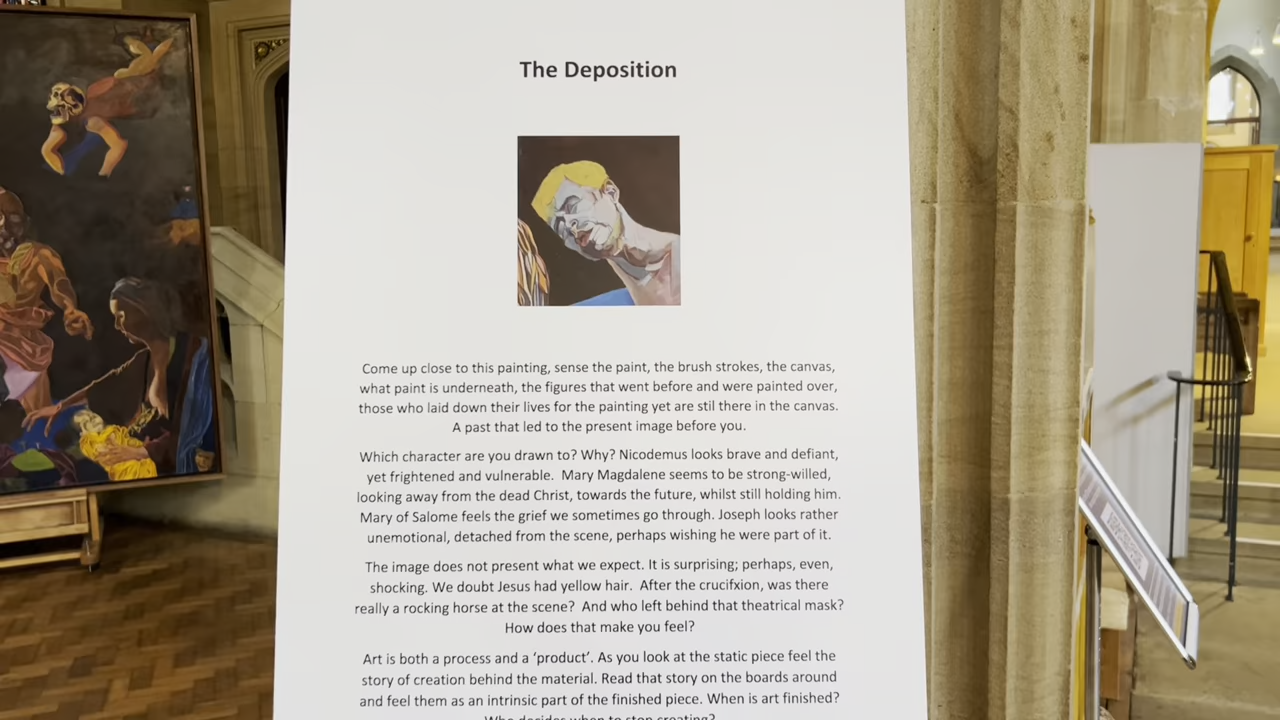 The Deposition
Come up close to this painting, sense the paint, the brush strokes, the canvas,
what paint is underneath, the figures that went before and were painted over,
those who laid down their lives for the painting yet are stil there in the canvas.
A past that led to the present image before you.
Which character are you drawn to? Why? Nicodemus looks brave and defiant,
yet frightened and vulnerable. Mary Magdalene seems to be strong-willed,
looking away from the dead Christ, towards the future, whilst still holding him.
Mary of Salome feels the grief we sometimes go through. Joseph looks rather
unemotional, detached from the scene, perhaps wishing he were part of it.
The image does not present what we expect. It is surprising; perhaps, even,
shocking. We doubt Jesus had yellow hair. After the crucifxion, was there
really a rocking horse at the scene? And who left behind that theatrical mask?
How does that make you feel?
Art is both a process and a ‘product’. As you look at the static piece feel the
story of creation behind the material. Read that story on the boards around
and feel them as an intrinsic part of the finished piece. When is art finished?
Who decides when to stop creating?